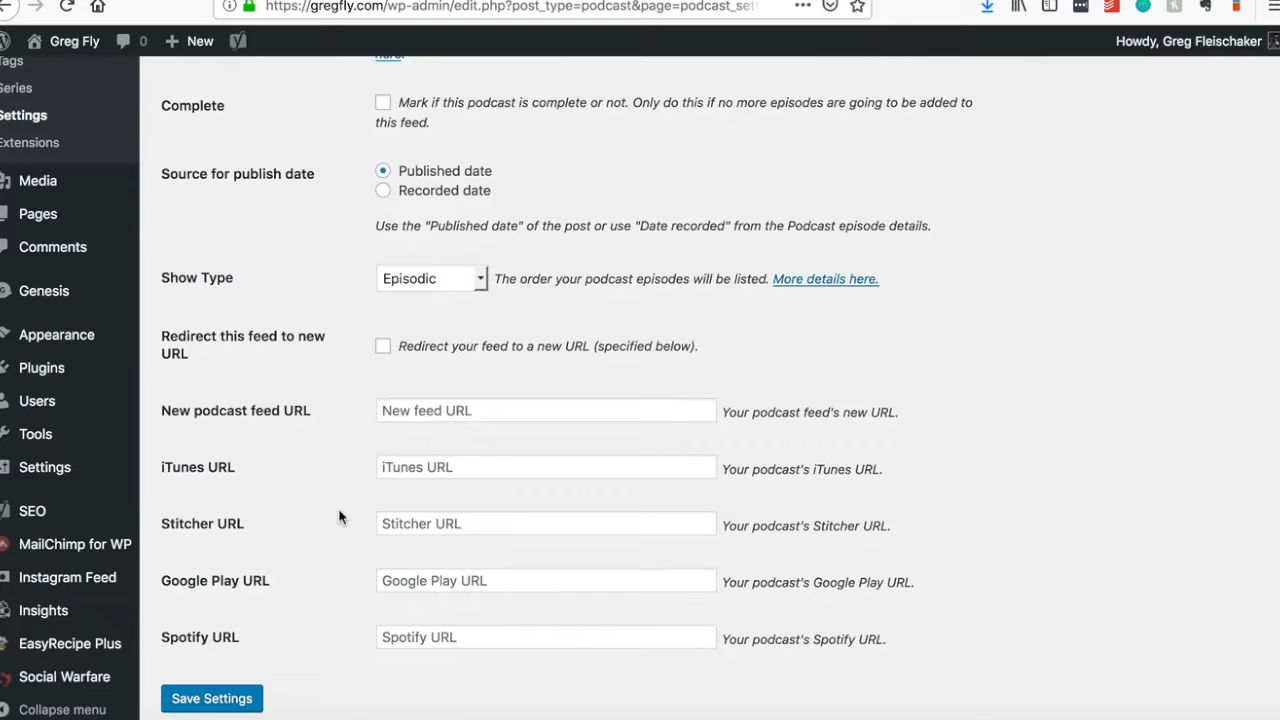 https://gregfly.com/wp-admin/edit.php?post_type=podcast&page=podcast_set
Greg Fly 0 New Howdy, Greg Fleischaker
Tags
Series
Settings
Extensions
Media
Pages
Comments
Genesis
Appearance
Plugins
Users
Tools
Settings
SEO
MailChimp for WP
Instagram Feed
Insights
EasyRecipe Plus
Social Warfare
Collapse menu
here.
Complete
Mark if this podcast is complete or not. Only do this if no more episodes are going to be added to
this feed.
Source for publish date
Published date
Recorded date
Use the "Published date" of the post or use "Date recorded" from the Podcast episode details.
Show Type
Episodic The order your podcast episodes will be listed. More details here.
Redirect this feed to new
URL
Redirect your feed to a new URL (specified below).
New podcast feed URL New feed URL Your podcast feed's new URL.
iTunes URL iTunes URL Your podcast's iTunes URL.
Stitcher URL Stitcher URL Your podcast's Stitcher URL.
Google Play URL Google Play URL Your podcast's Google Play URL.
Spotify URL Spotify URL Your podcast's Spotify URL.
Save Settings